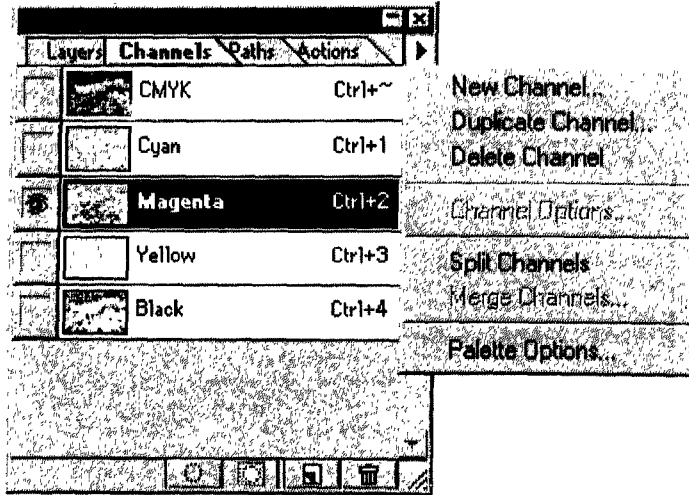 Layers Channels Paths Actions
CMYK Ctrl+~
Cyan Ctrl+1
Magenta Ctrl+2
Yellow Ctrl+3
Black Ctrl+4
New Channel...
Duplicate Channel...
Delete Channel
Channel Options...
Split Channels
Merge Channels...
Palette Options...